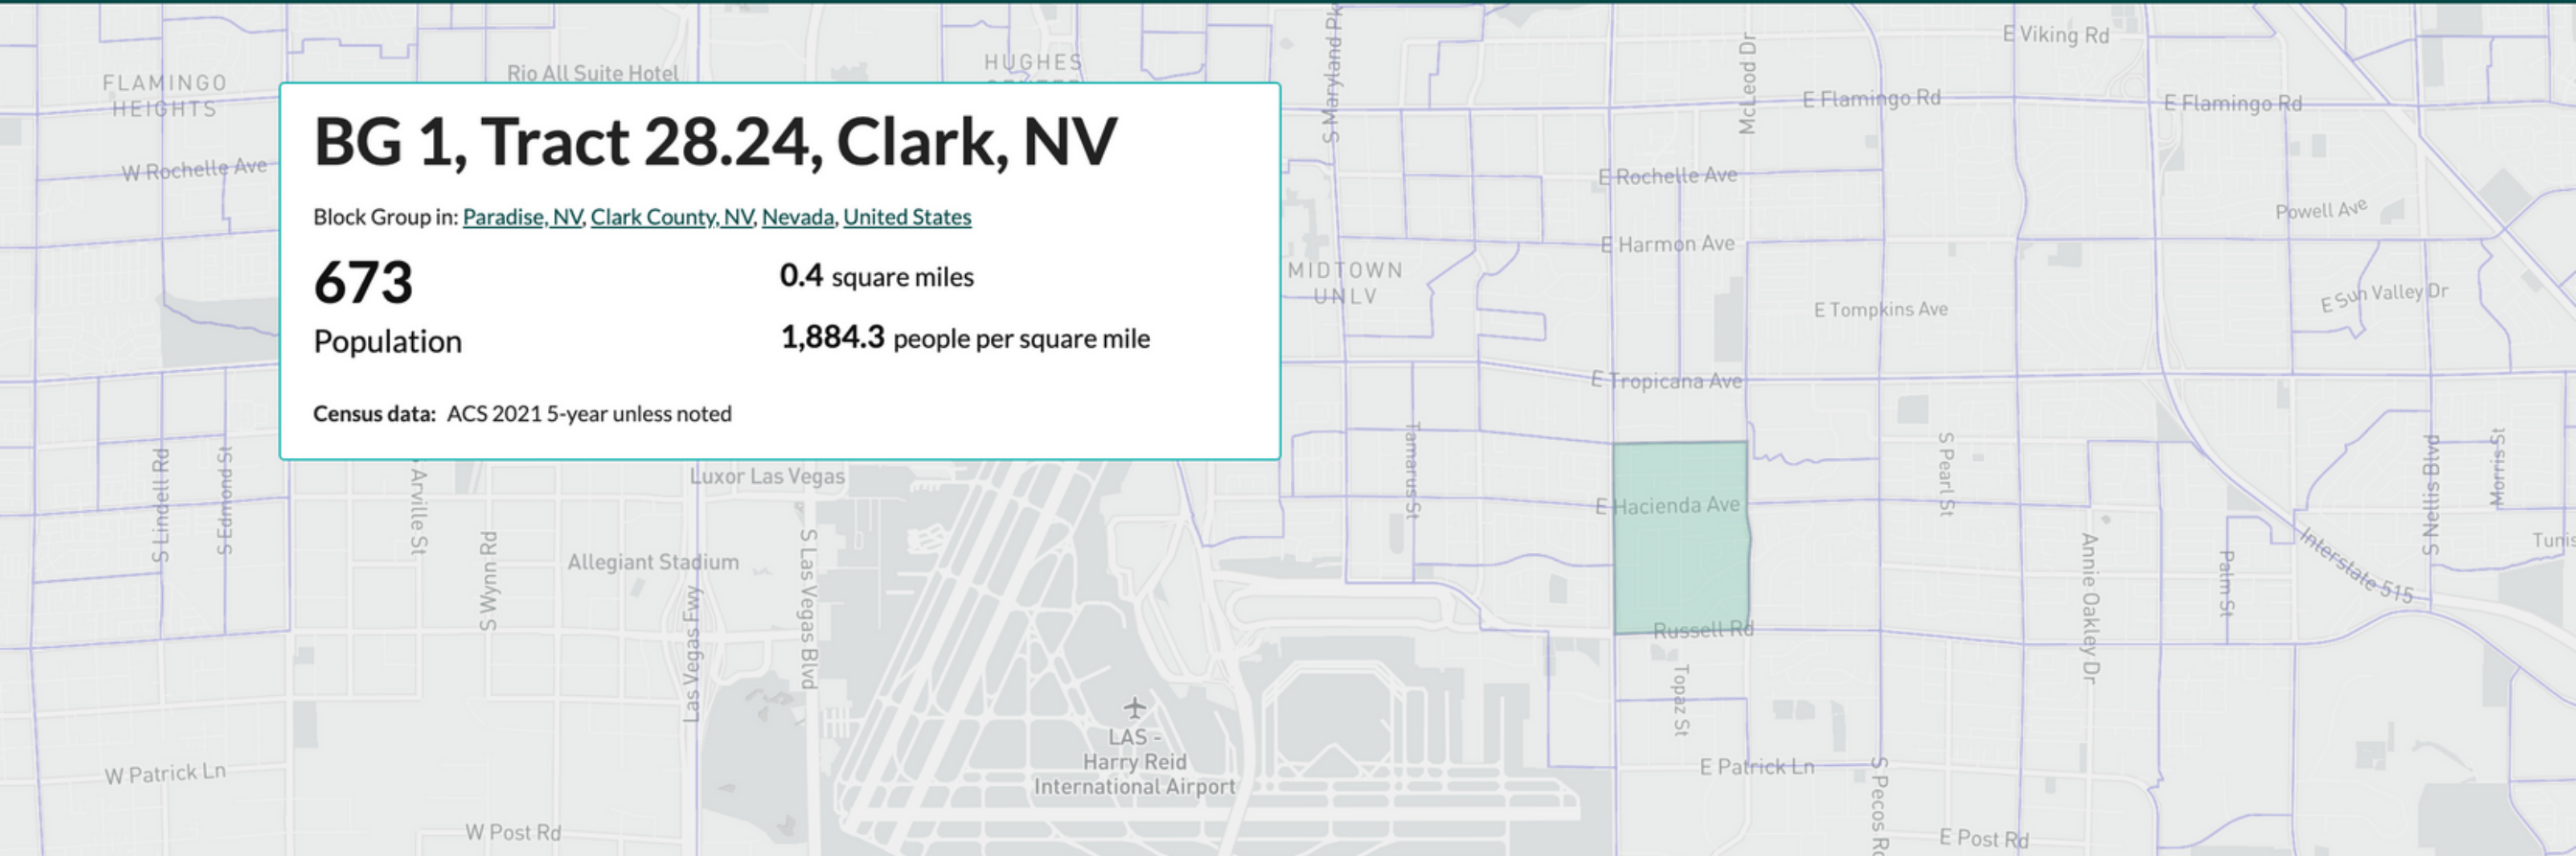 BG 1, Tract 28.24, Clark, NV
Block Group in: Paradise, NV, Clark County, NV, Nevada, United States
673
Population
0.4 square miles
1,884.3 people per square mile
Census data: ACS 2021 5-year unless noted
FLAMINGO
HEIGHTS
Rio All Suite Hotel
HUGHES
W Rochelle Ave
S Maryland Pk
McLeod Dr
E Viking Rd
E Flamingo Rd
E Flamingo Rd
E Rochelle Ave
Powell Ave
E Harmon Ave
MIDTOWN
UNLV
E Tompkins Ave
E Sun Valley Dr
E Tropicana Ave
S Lindell Rd
S Edmond St
Arville St
S Wynn Rd
Luxor Las Vegas
Allegiant Stadium
Las Vegas Fwy
S Las Vegas Blvd
Tamarus St
E Hacienda Ave
S Pearl St
S Nellis Blvd
Morris St
Interstate 515
Tunis
Annie Oakley Dr
Palm St
Russell Rd
Topaz St
LAS -
Harry Reid
International Airport
W Patrick Ln
E Patrick Ln
S Pecos Rd
W Post Rd
E Post Rd